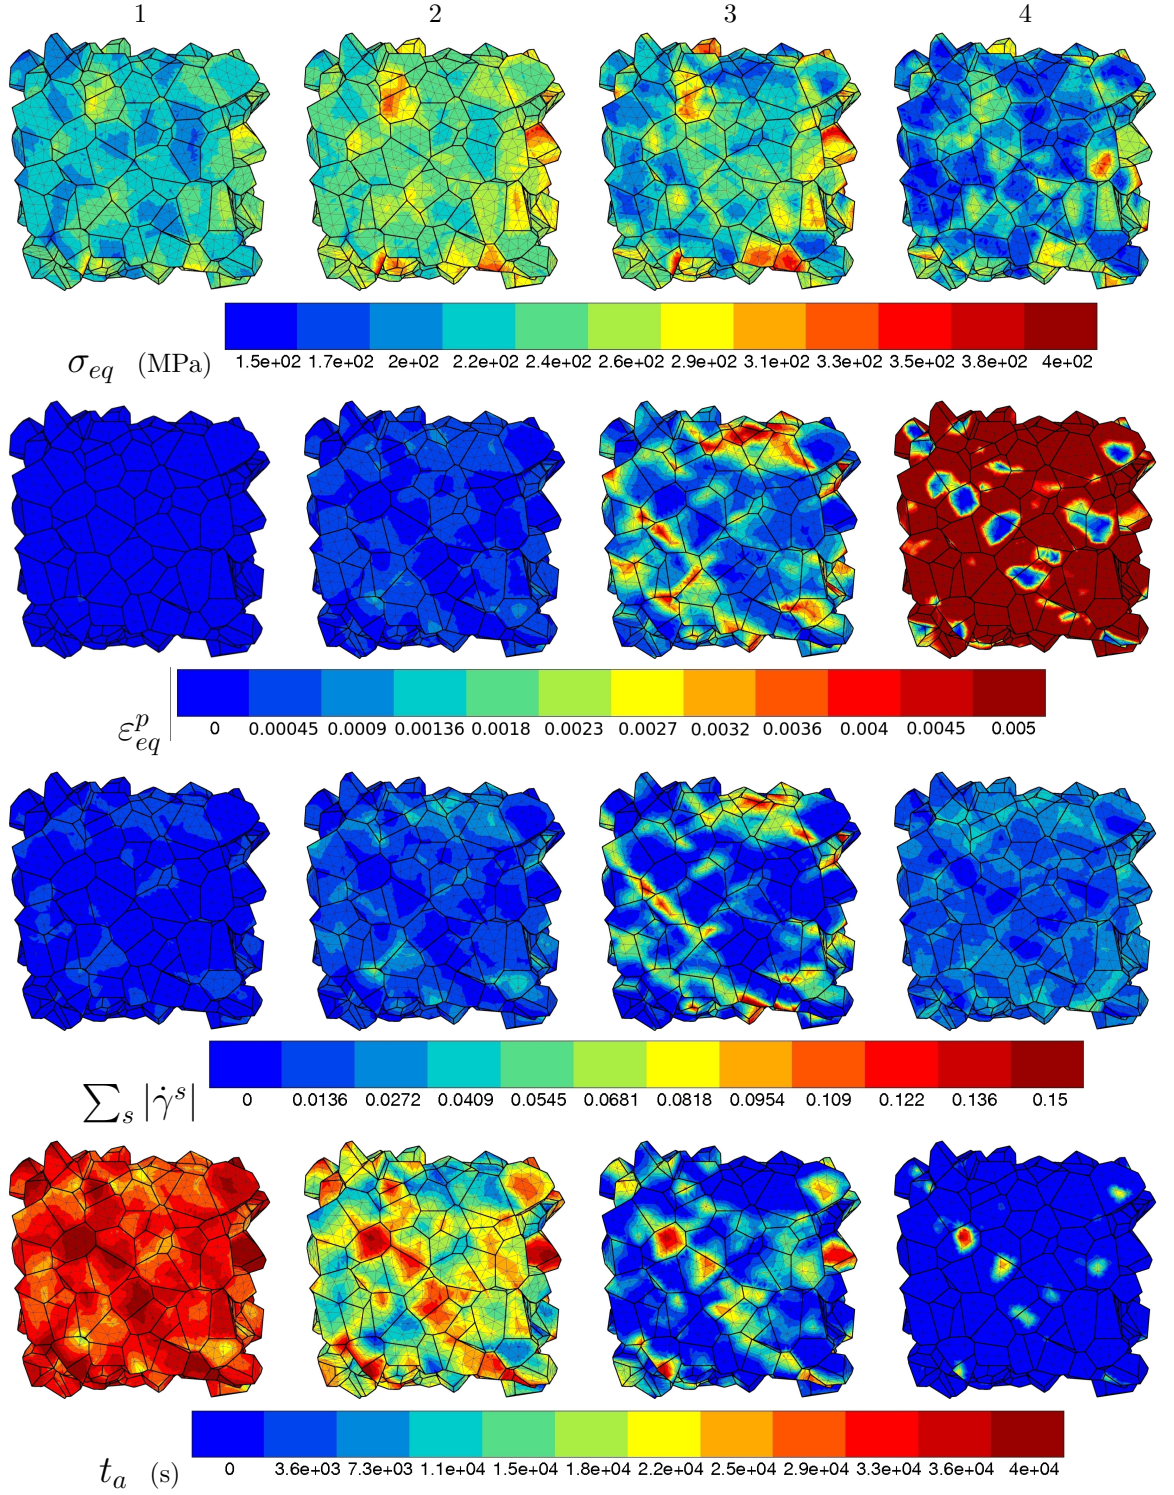 1 2 3 4
1.5e+02 1.7e+02 2e+02 2.2e+02 2.4e+02 2.6e+02 2.9e+02 3.1e+02 3.3e+02 3.5e+02 3.8e+02 4e+02
σ_eq (MPa)
0 0.00045 0.0009 0.00136 0.0018 0.0023 0.0027 0.0032 0.0036 0.004 0.0045 0.005
ε^p_eq
0 0.0136 0.0272 0.0409 0.0545 0.0681 0.0818 0.0954 0.109 0.122 0.136 0.15
∑_s |γ̇^s|
0 3.6e+03 7.3e+03 1.1e+04 1.5e+04 1.8e+04 2.2e+04 2.5e+04 2.9e+04 3.3e+04 3.6e+04 4e+04
t_a (s)